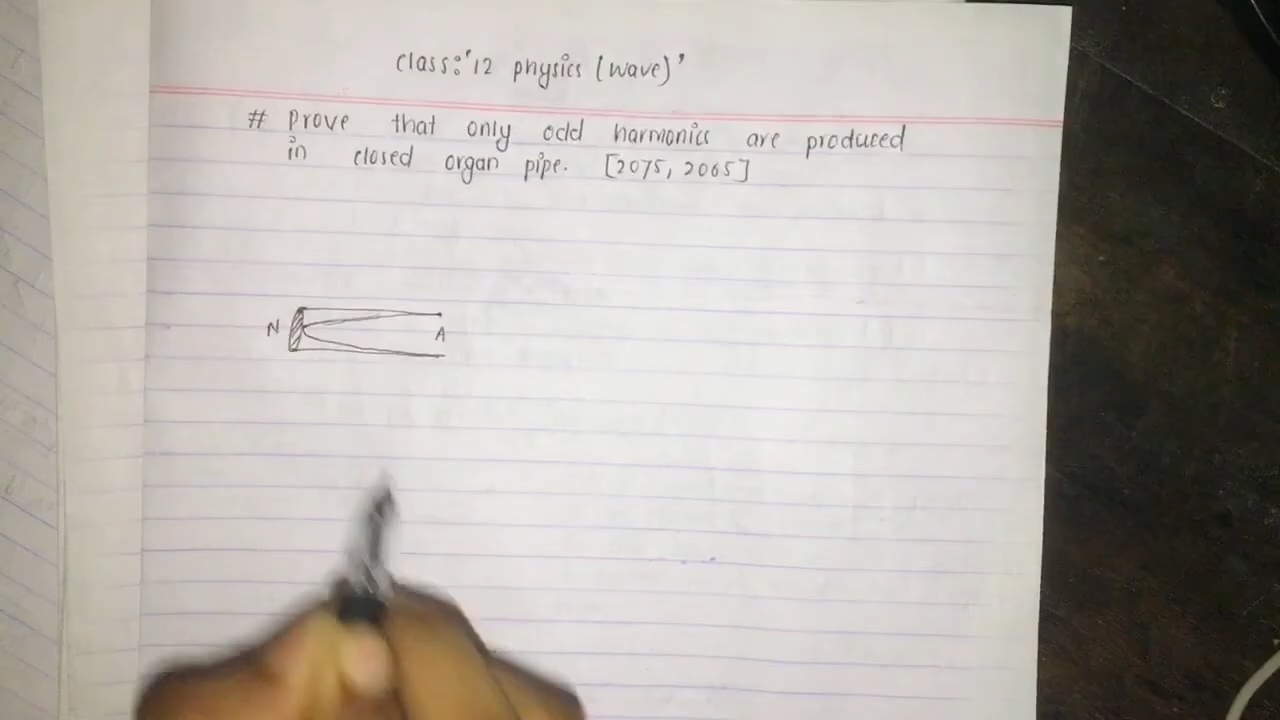 class: '12 physics (wave)'
# prove that only odd harmonics are produced
in closed organ pipe. [2075, 2065]
N A